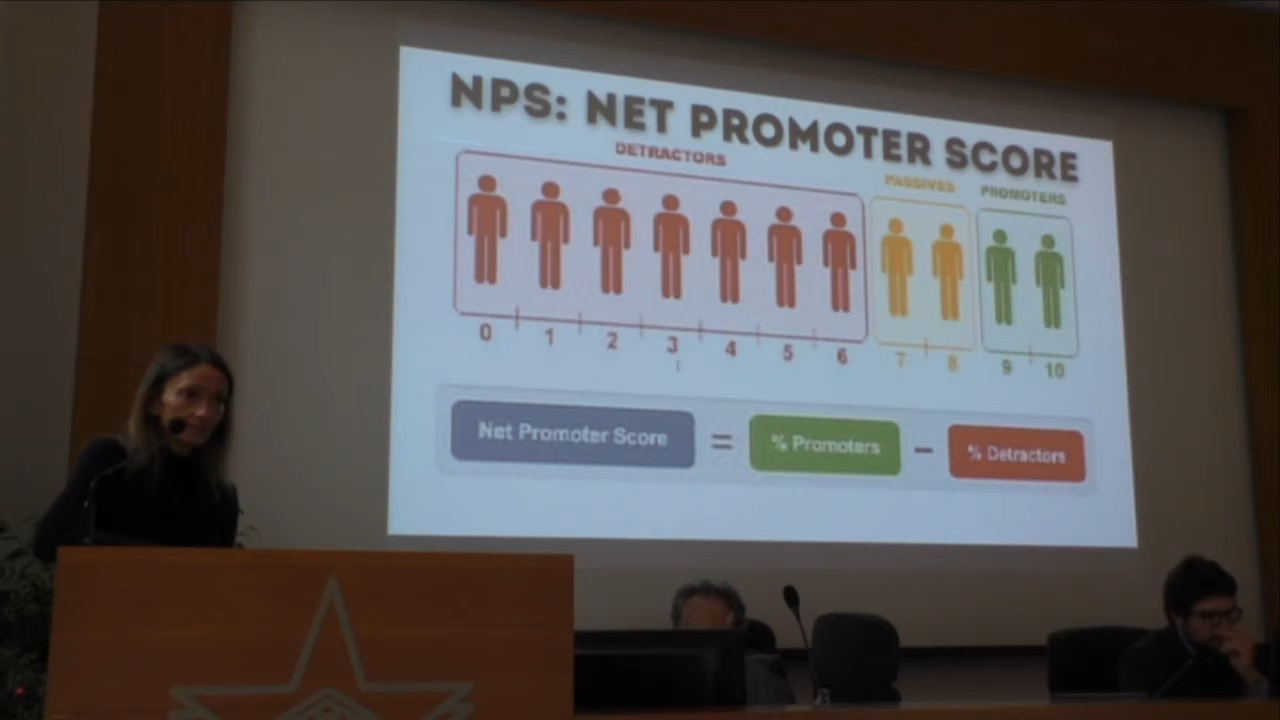 NPS: NET PROMOTER SCORE
DETRACTORS
PASSIVES
PROMOTERS
0 1 2 3 4 5 6 7 8 9 10
Net Promoter Score = % Promoters – % Detractors